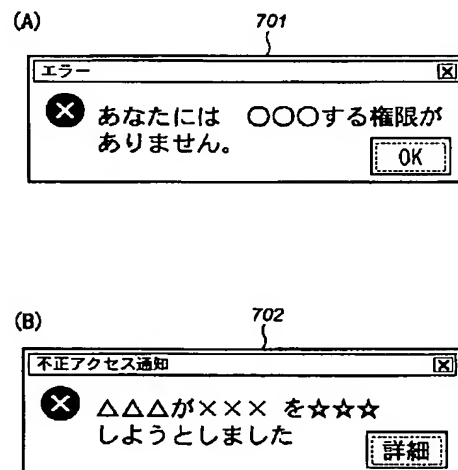 (A)
701
エラー
あなたには ○○○する権限が
ありません。
OK
(B)
702
不正アクセス通知
△△△が××× を☆☆☆
しようとしました
詳細